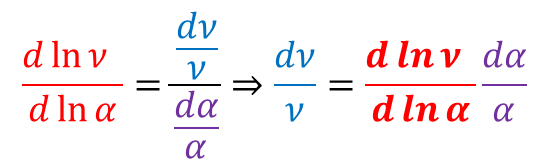 d ln ν / d ln α = (dν / ν) / (dα / α) ⇒ dν / ν = d ln ν / d ln α dα / α